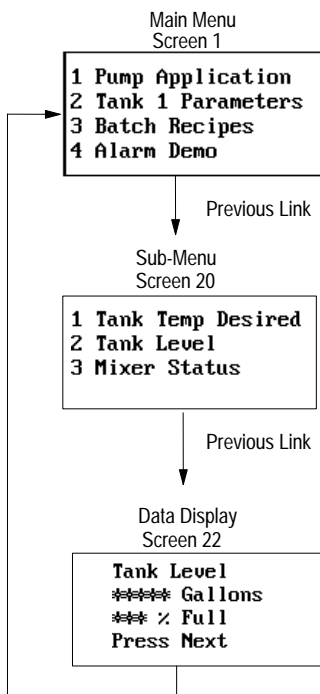 Main Menu
Screen 1
1 Pump Application
2 Tank 1 Parameters
3 Batch Recipes
4 Alarm Demo
Previous Link
Sub-Menu
Screen 20
1 Tank Temp Desired
2 Tank Level
3 Mixer Status
Previous Link
Data Display
Screen 22
Tank Level
***** Gallons
*** % Full
Press Next